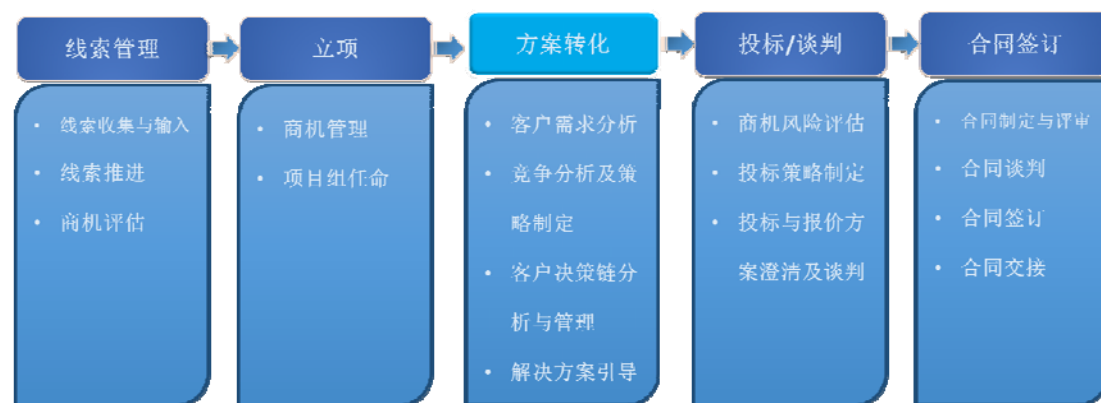 线索管理
立项
方案转化
投标/谈判
合同签订
• 线索收集与输入
• 线索推进
• 商机评估
• 商机管理
• 项目组任命
• 客户需求分析
• 竞争分析及策
略制定
• 客户决策链分
析与管理
• 解决方案引导
• 商机风险评估
• 投标策略制定
• 投标与报价方
案澄清及谈判
• 合同制定与评审
• 合同谈判
• 合同签订
• 合同交接